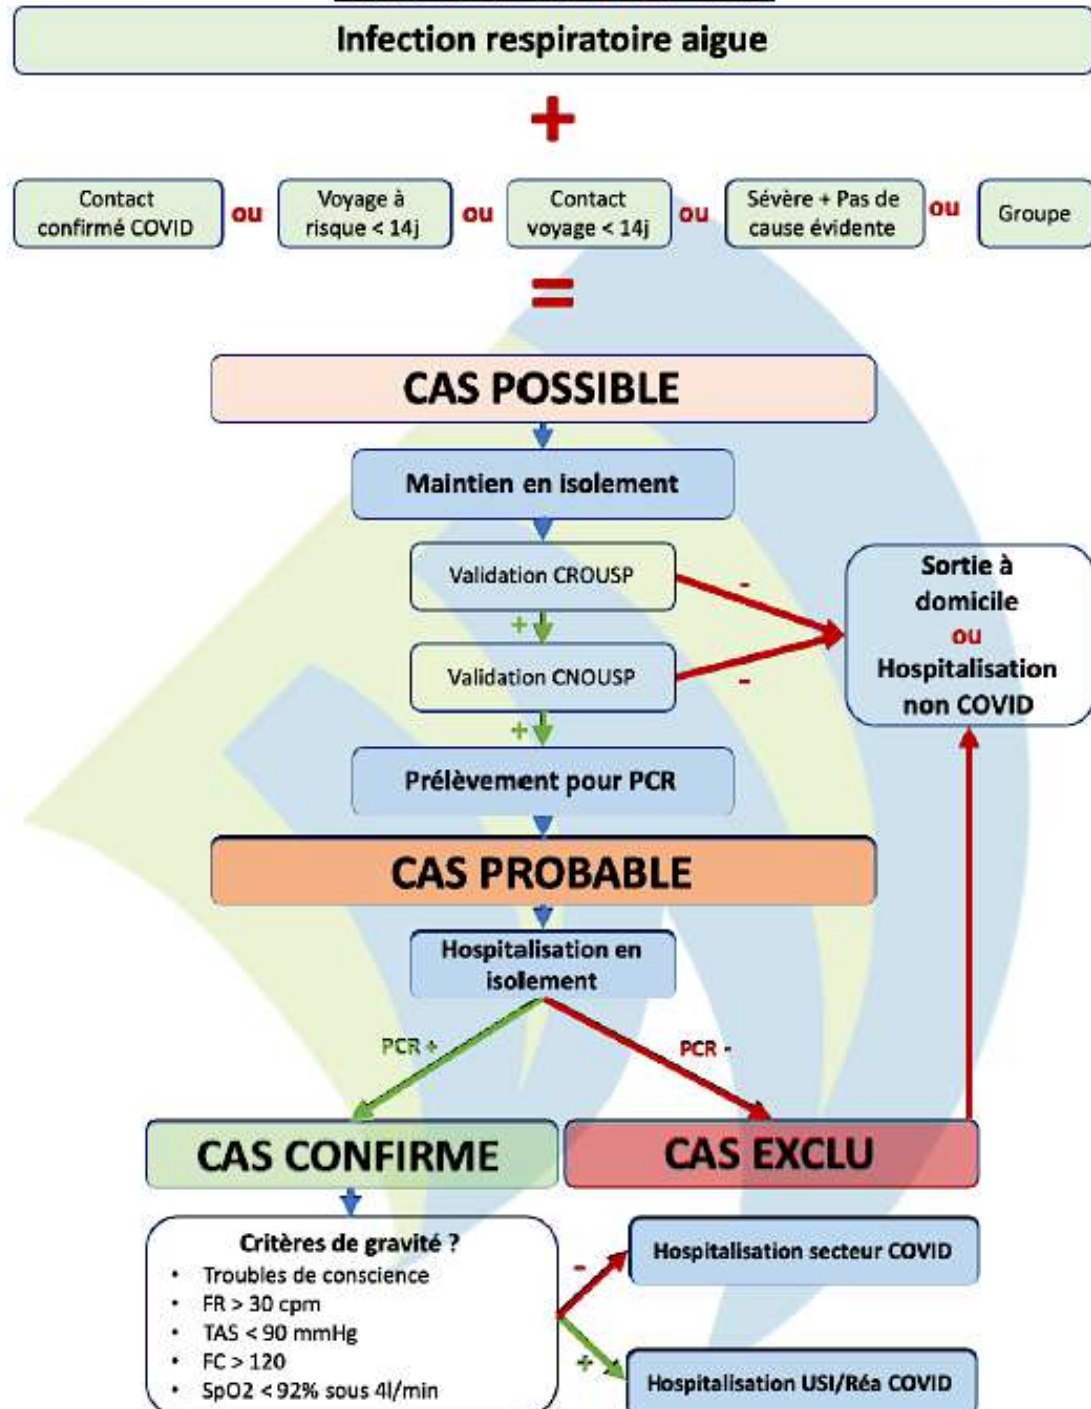 Infection respiratoire aigue
+
Contact
confirmé COVID
ou
Voyage à
risque < 14j
ou
Contact
voyage < 14j
ou
Sévère + Pas de
cause évidente
ou
Groupe
=
CAS POSSIBLE
Maintien en isolement
Validation CROUSP
-
+
Validation CNOUSP
-
+
Sortie à
domicile
ou
Hospitalisation
non COVID
Prélèvement pour PCR
CAS PROBABLE
Hospitalisation en
isolement
PCR +
PCR -
CAS CONFIRME
CAS EXCLU
Critères de gravité ?
• Troubles de conscience
• FR > 30 cpm
• TAS < 90 mmHg
• FC > 120
• SpO2 < 92% sous 4l/min
-
Hospitalisation secteur COVID
+
Hospitalisation USI/Réa COVID